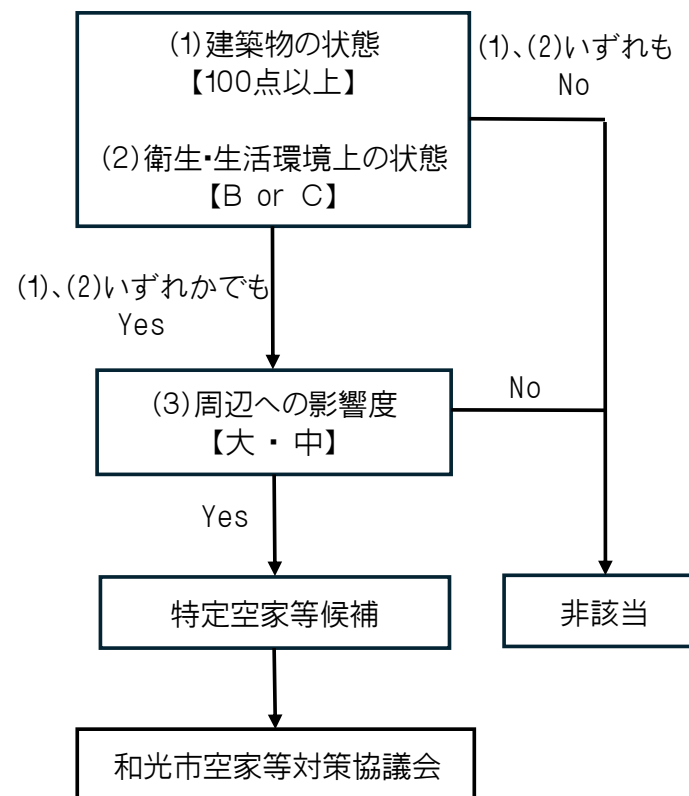 (1)建築物の状態
【100点以上】
(2)衛生・生活環境上の状態
【B or C】
(1)、(2)いずれも
No
(1)、(2)いずれかでも
Yes
(3)周辺への影響度
【大・中】
No
Yes
特定空家等候補
非該当
和光市空家等対策協議会